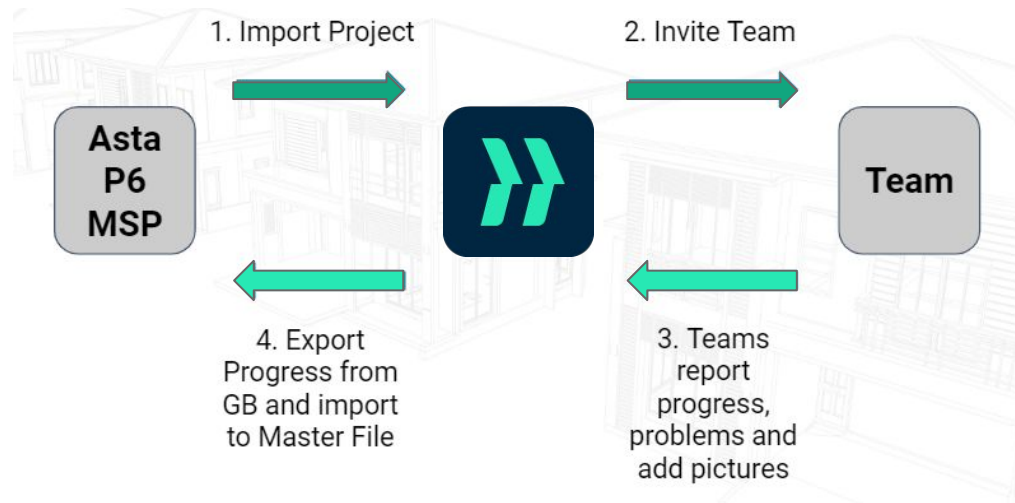 1. Import Project
2. Invite Team
Asta
P6
MSP
Team
4. Export
Progress from
GB and import
to Master File
3. Teams
report
progress,
problems and
add pictures